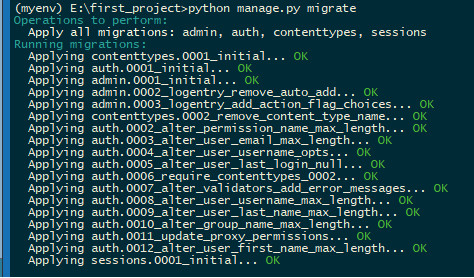 (myenv) E:\first_project>python manage.py migrate
Operations to perform:
  Apply all migrations: admin, auth, contenttypes, sessions
Running migrations:
  Applying contenttypes.0001_initial... OK
  Applying auth.0001_initial... OK
  Applying admin.0001_initial... OK
  Applying admin.0002_logentry_remove_auto_add... OK
  Applying admin.0003_logentry_add_action_flag_choices... OK
  Applying contenttypes.0002_remove_content_type_name... OK
  Applying auth.0002_alter_permission_name_max_length... OK
  Applying auth.0003_alter_user_email_max_length... OK
  Applying auth.0004_alter_user_username_opts... OK
  Applying auth.0005_alter_user_last_login_null... OK
  Applying auth.0006_require_contenttypes_0002... OK
  Applying auth.0007_alter_validators_add_error_messages... OK
  Applying auth.0008_alter_user_username_max_length... OK
  Applying auth.0009_alter_user_last_name_max_length... OK
  Applying auth.0010_alter_group_name_max_length... OK
  Applying auth.0011_update_proxy_permissions... OK
  Applying auth.0012_alter_user_first_name_max_length... OK
  Applying sessions.0001_initial... OK